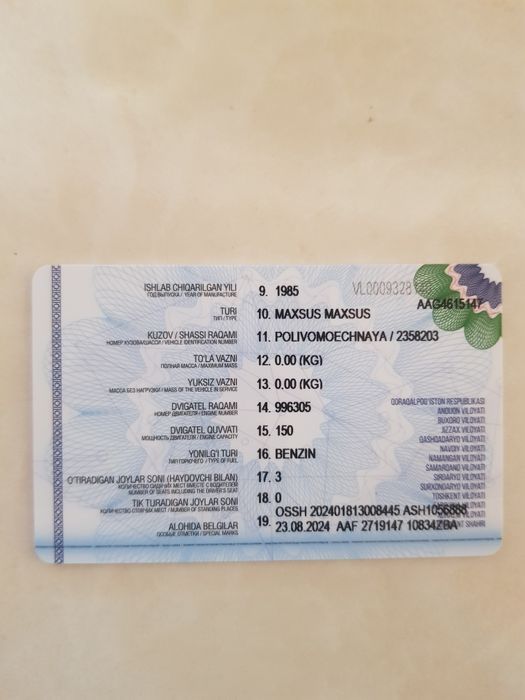 ISHLAB CHIQARILGAN YILI 9. 1985
ГОД ВЫПУСКА / YEAR OF MANUFACTURE
AAG4615147
TURI 10. MAXSUS MAXSUS
ТИП / TYPE
KUZOV / SHASSI RAQAMI 11. POLIVOMOECHNAYA / 2358203
НОМЕР КУЗОВА/ШАССИ / VEHICLE IDENTIFICATION NUMBER
TO'LA VAZNI 12. 0.00 (KG)
ПОЛНАЯ МАССА / MAXIMUM MASS
YUKSIZ VAZNI 13. 0.00 (KG)
МАССА БЕЗ НАГРУЗКИ / MASS OF THE VEHICLE IN SERVICE
DVIGATEL RAQAMI 14. 996305
НОМЕР ДВИГАТЕЛЯ / ENGINE NUMBER
DVIGATEL QUVVATI 15. 150
МОЩНОСТЬ ДВИГАТЕЛЯ / ENGINE CAPACITY
YONILG'I TURI 16. BENZIN
ТИП ГОРЮЧЕГО / TYPE OF FUEL
O'TIRADIGAN JOYLAR SONI (HAYDOVCHI BILAN) 17. 3
КОЛИЧЕСТВО СИДЯЧИХ МЕСТ ВМЕСТЕ С ВОДИТЕЛЕМ
NUMBER OF SEATS INCLUDING THE DRIVER'S SEAT
TIK TURADIGAN JOYLAR SONI 18. 0
КОЛИЧЕСТВО СТОЯЧИХ МЕСТ / NUMBER OF STANDING PLACES
ALOHIDA BELGILAR 19. OSSH 202401813008445 ASH1056888
ОСОБЫЕ ОТМЕТКИ / SPECIAL MARKS
23.08.2024 AAF 2719147 10834ZBA
QORAQALPOG'ISTON RESPUBLIKASI
ANDIJON VILOYATI
BUXORO VILOYATI
JIZZAX VILOYATI
QASHQADARYO VILOYATI
NAVOIY VILOYATI
NAMANGAN VILOYATI
SAMARQAND VILOYATI
SIRDARYO VILOYATI
SURXONDARYO VILOYATI
TOSHKENT VILOYATI
VILOYATI
VILOYATI
SHAHRI